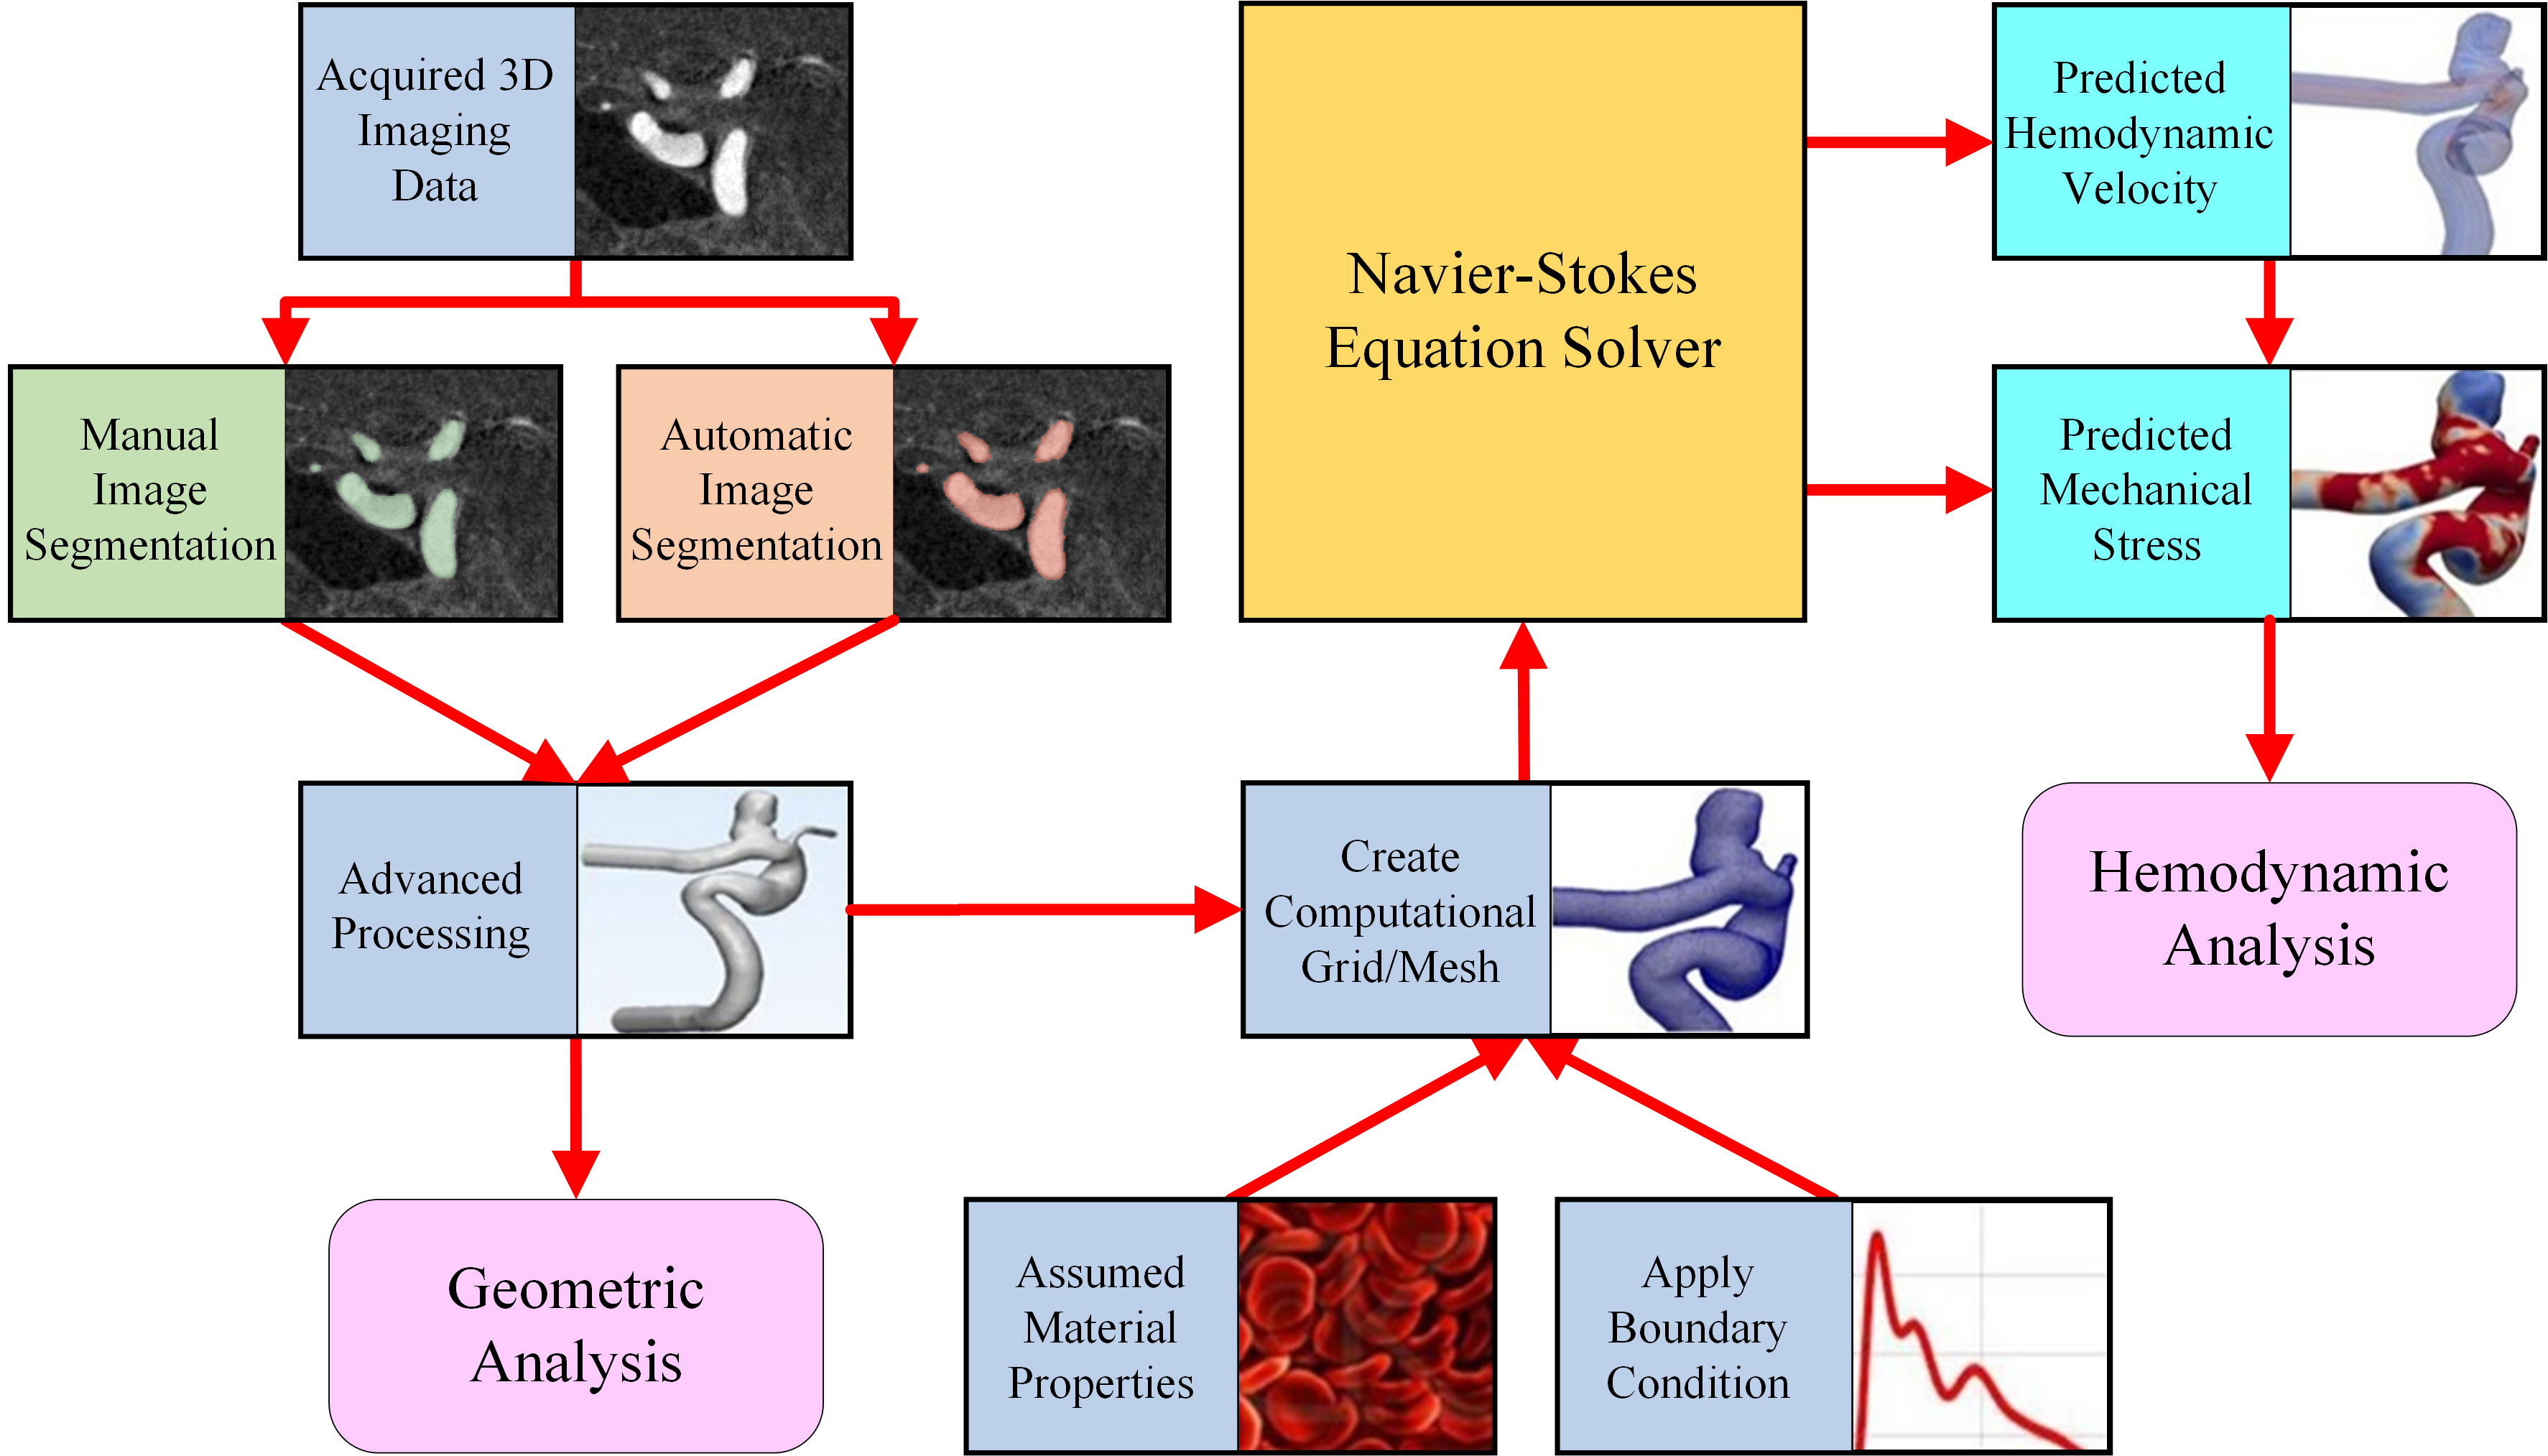 Acquired 3D
Imaging
Data
Manual
Image
Segmentation
Automatic
Image
Segmentation
Advanced
Processing
Geometric
Analysis
Navier-Stokes
Equation Solver
Create
Computational
Grid/Mesh
Assumed
Material
Properties
Apply
Boundary
Condition
Predicted
Hemodynamic
Velocity
Predicted
Mechanical
Stress
Hemodynamic
Analysis